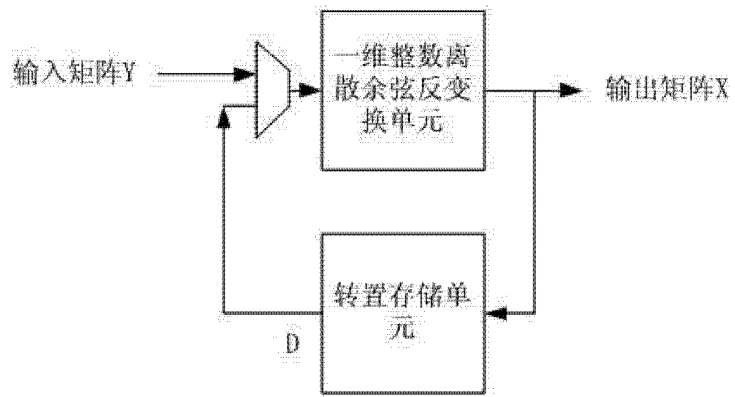 输入矩阵Y
一维整数离
散余弦反变
换单元
输出矩阵X
转置存储单
元
D